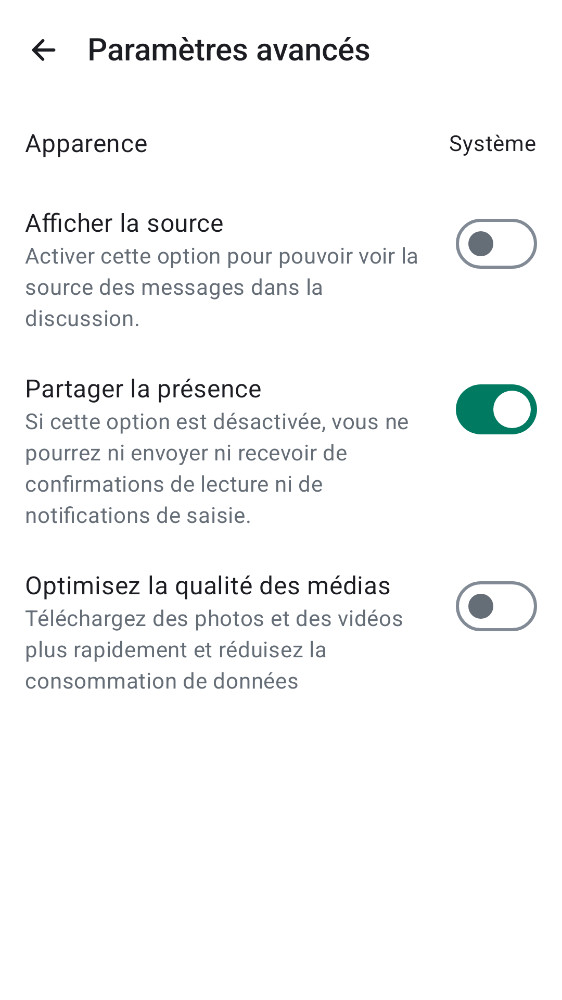 Paramètres avancés
Apparence
Système
Afficher la source
Activer cette option pour pouvoir voir la
source des messages dans la
discussion.
Partager la présence
Si cette option est désactivée, vous ne
pourrez ni envoyer ni recevoir de
confirmations de lecture ni de
notifications de saisie.
Optimisez la qualité des médias
Téléchargez des photos et des vidéos
plus rapidement et réduisez la
consommation de données